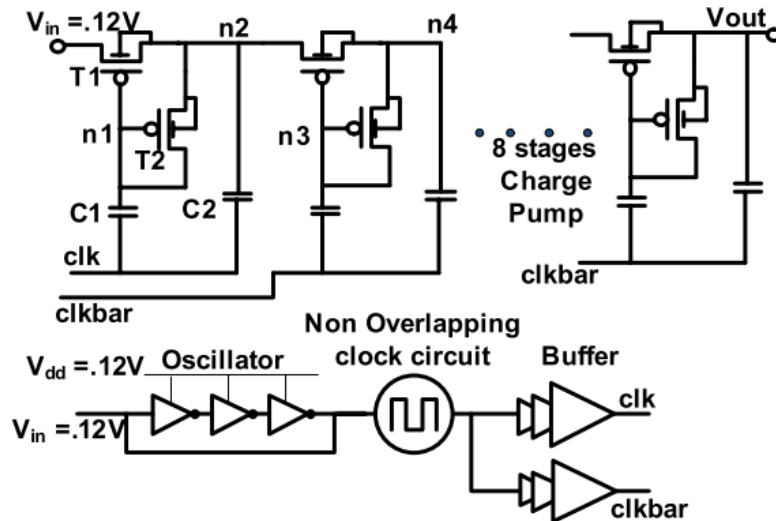 Vin =.12V
n2
n4
Vout
T1
n1
T2
n3
8 stages
Charge
Pump
C1
C2
clk
clkbar
clkbar
Non Overlapping
clock circuit
Vdd =.12V
Oscillator
Buffer
clk
Vin =.12V
clkbar